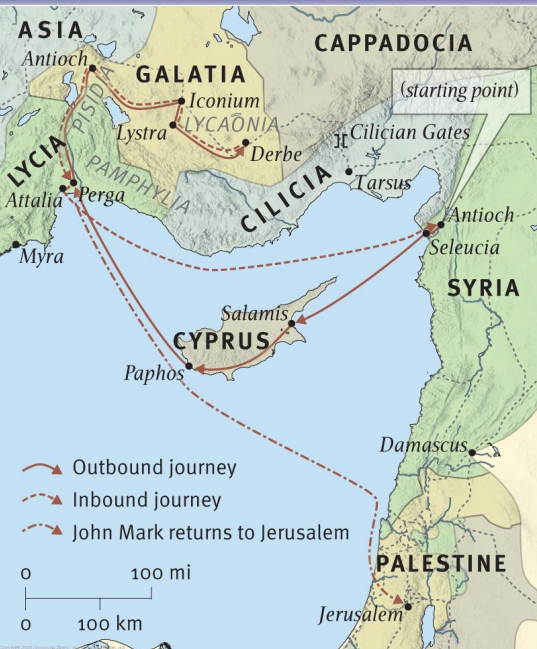 ASIA
Antioch
GALATIA
CAPPADOCIA
(starting point)
PISIDIA
Iconium
Lystra
LYCAONIA
Derbe
Cilician Gates
LYCIA
PAMPHYLIA
CILICIA
Tarsus
Attalia
Perga
Antioch
Seleucia
Myra
SYRIA
Salamis
CYPRUS
Paphos
Damascus
Outbound journey
Inbound journey
John Mark returns to Jerusalem
PALESTINE
0 100 mi
0 100 km
Jerusalem